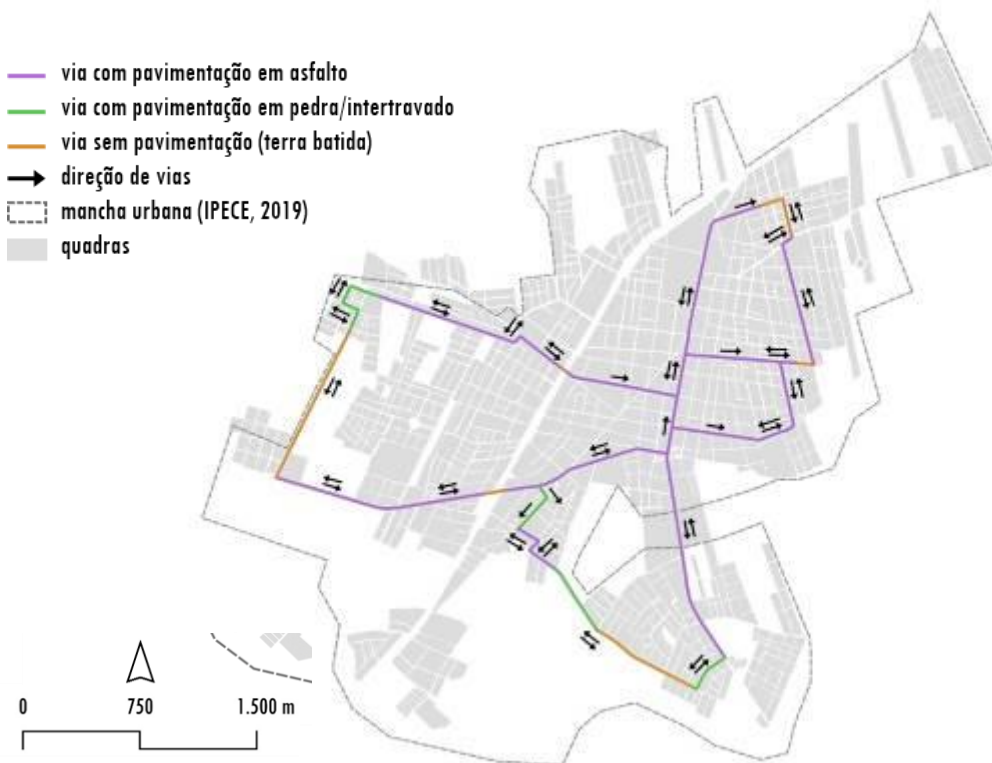 via com pavimentação em asfalto
via com pavimentação em pedra/intertravado
via sem pavimentação (terra batida)
direção de vias
mancha urbana (IPECE, 2019)
quadras
0 750 1.500 m